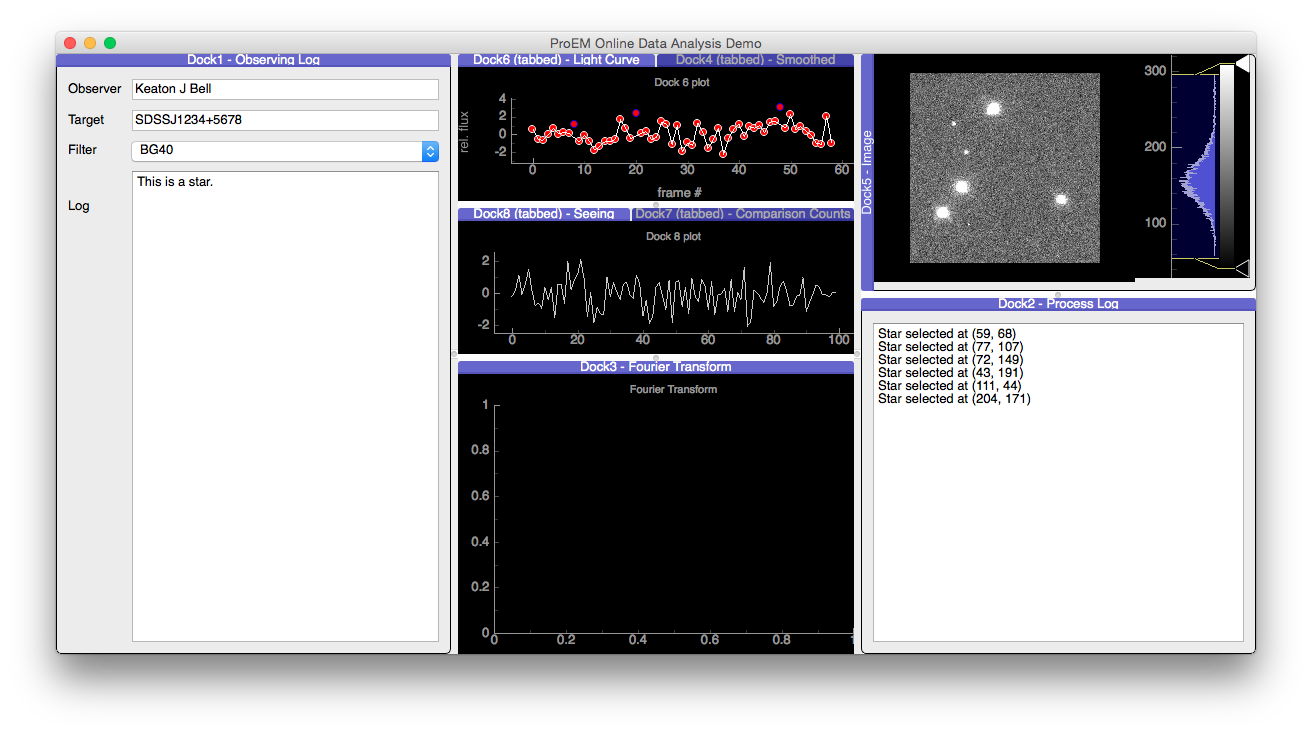 ProEM Online Data Analysis Demo
Dock1 - Observing Log
Observer Keaton J Bell
Target SDSSJ1234+5678
Filter BG40
Log This is a star.
Dock6 (tabbed) - Light Curve Dock4 (tabbed) - Smoothed
Dock 6 plot
rel. flux
4
2
0
-2
0 10 20 30 40 50 60
frame #
Dock8 (tabbed) - Seeing Dock7 (tabbed) - Comparison Counts
Dock 8 plot
2
0
-2
0 20 40 60 80 100
Dock3 - Fourier Transform
Fourier Transform
1
0.8
0.6
0.4
0.2
0
0 0.2 0.4 0.6 0.8 1
Dock5 - Image
300
200
100
Dock2 - Process Log
Star selected at (59, 68)
Star selected at (77, 107)
Star selected at (72, 149)
Star selected at (43, 191)
Star selected at (111, 44)
Star selected at (204, 171)